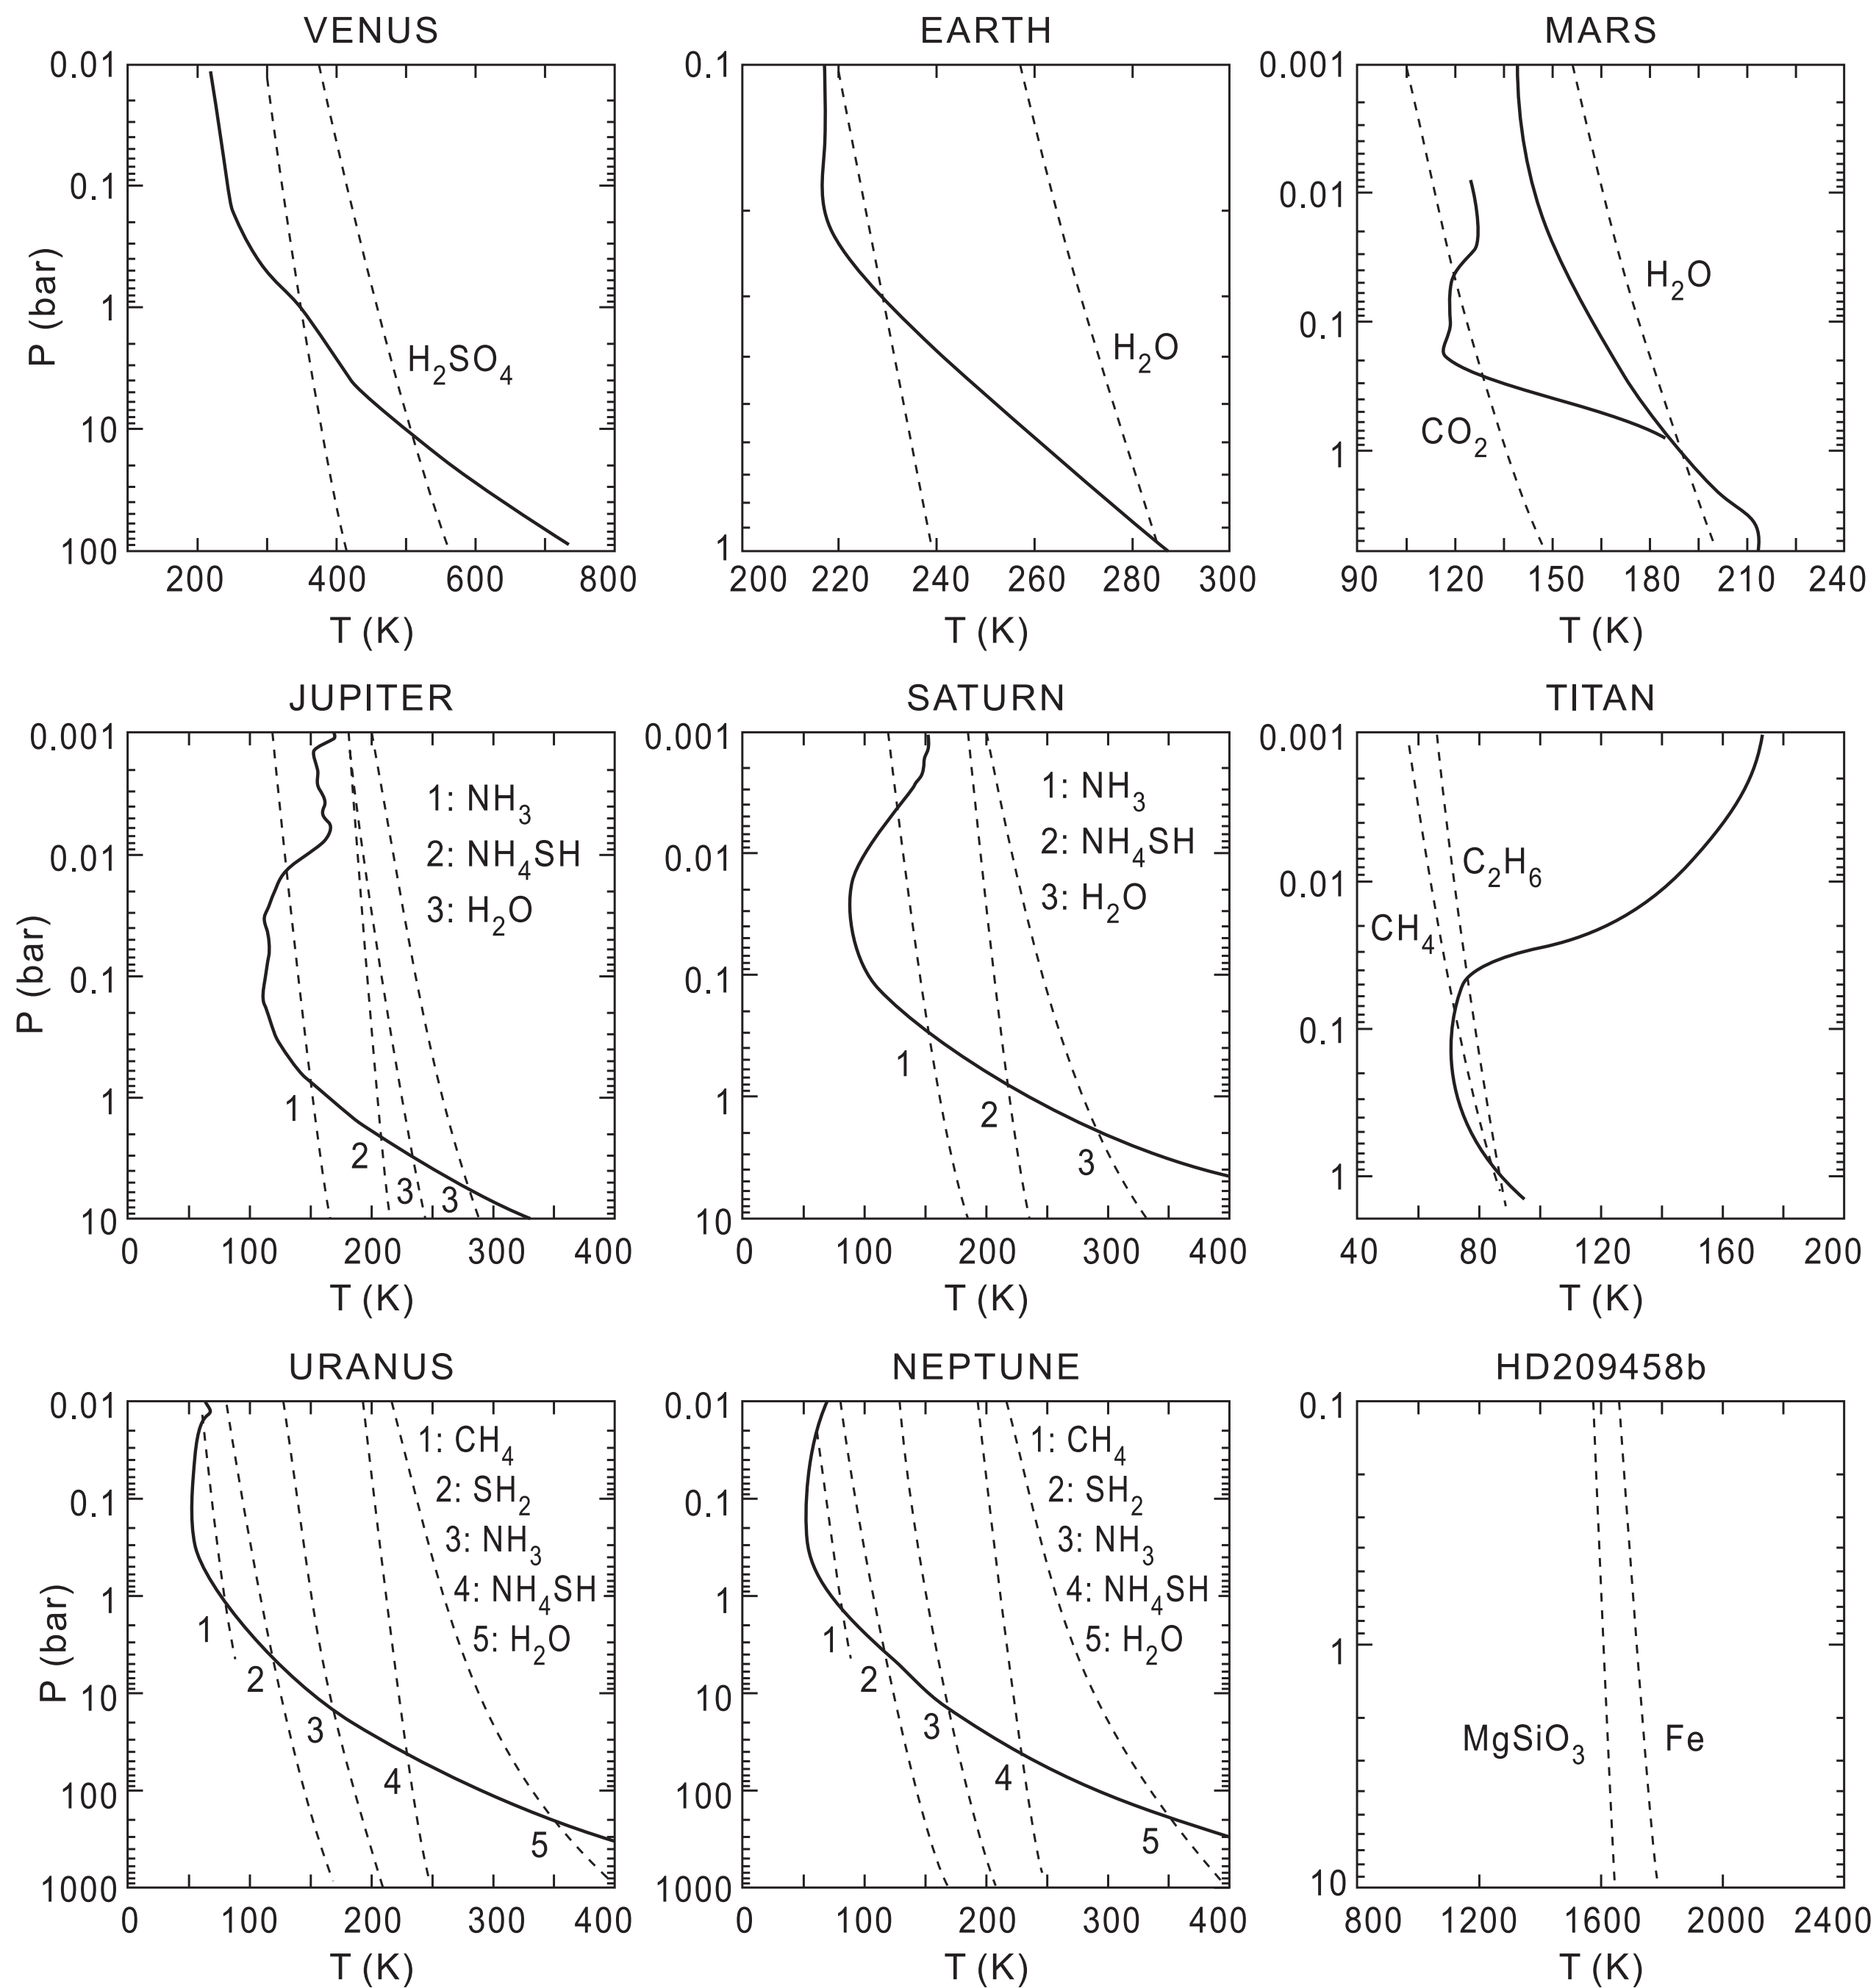 VENUS
0.01
0.1
1
10
100
P (bar)
H₂SO₄
200 400 600 800
T (K)
EARTH
0.1
1
H₂O
200 220 240 260 280 300
T (K)
MARS
0.001
0.01
0.1
1
H₂O
CO₂
90 120 150 180 210 240
T (K)
JUPITER
0.001
0.01
0.1
1
10
P (bar)
1: NH₃
2: NH₄SH
3: H₂O
1
2
3
3
0 100 200 300 400
T (K)
SATURN
0.001
0.01
0.1
1
10
1: NH₃
2: NH₄SH
3: H₂O
1
2
3
0 100 200 300 400
T (K)
TITAN
0.001
0.01
0.1
1
C₂H₆
CH₄
40 80 120 160 200
T (K)
URANUS
0.01
0.1
1
10
100
1000
P (bar)
1: CH₄
2: SH₂
3: NH₃
4: NH₄SH
5: H₂O
1
2
3
4
5
0 100 200 300 400
T (K)
NEPTUNE
0.01
0.1
1
10
100
1000
1: CH₄
2: SH₂
3: NH₃
4: NH₄SH
5: H₂O
1
2
3
4
5
0 100 200 300 400
T (K)
HD209458b
0.1
1
10
MgSiO₃ Fe
800 1200 1600 2000 2400
T (K)